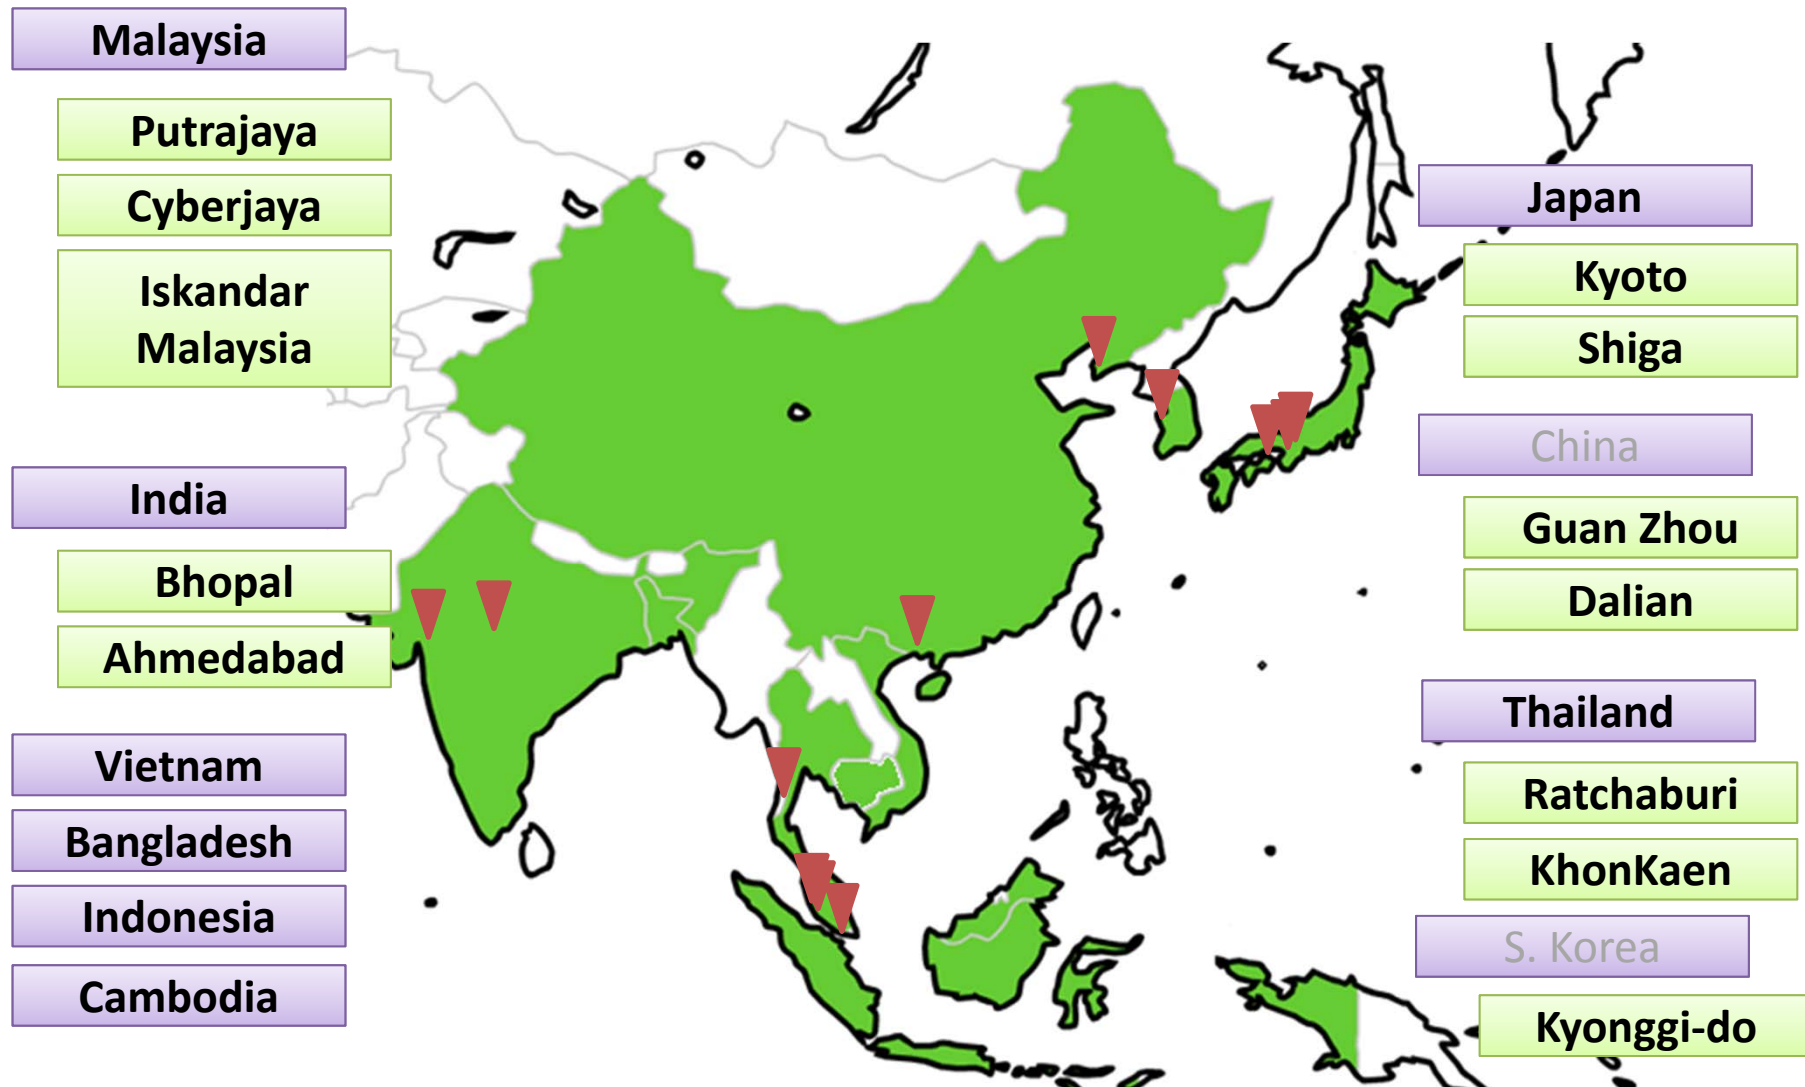 Malaysia
Putrajaya
Cyberjaya
Iskandar
Malaysia
India
Bhopal
Ahmedabad
Vietnam
Bangladesh
Indonesia
Cambodia
Japan
Kyoto
Shiga
China
Guan Zhou
Dalian
Thailand
Ratchaburi
KhonKaen
S. Korea
Kyonggi-do